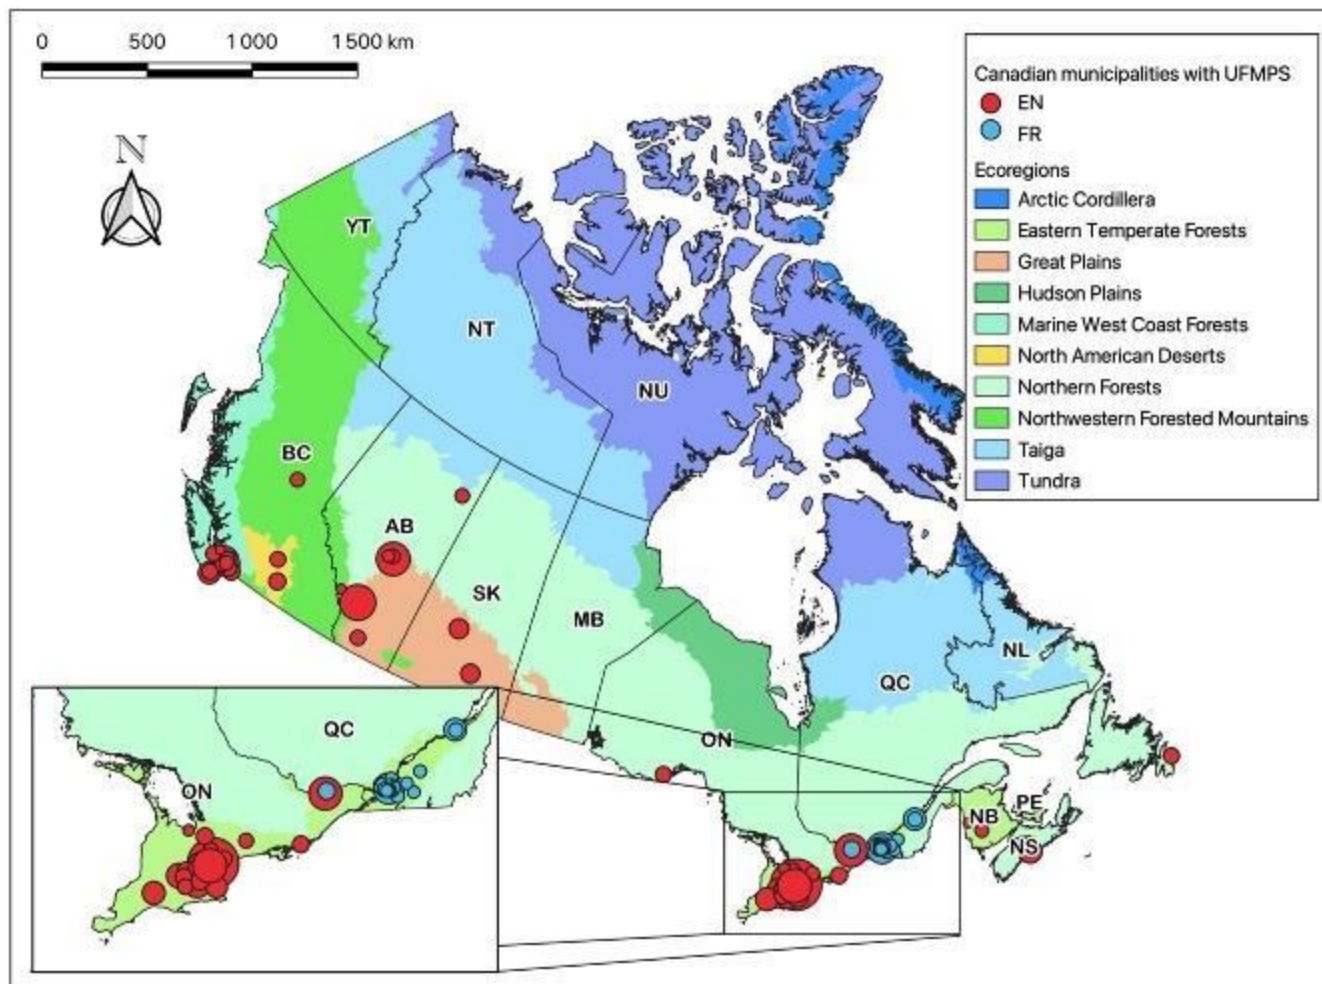 0 500 1 000 1 500 km
N
Canadian municipalities with UFMPS
EN
FR
Ecoregions
Arctic Cordillera
Eastern Temperate Forests
Great Plains
Hudson Plains
Marine West Coast Forests
North American Deserts
Northern Forests
Northwestern Forested Mountains
Taiga
Tundra
YT
NT
NU
BC
AB
SK
MB
NL
QC
ON
PE
NB
NS
QC
ON